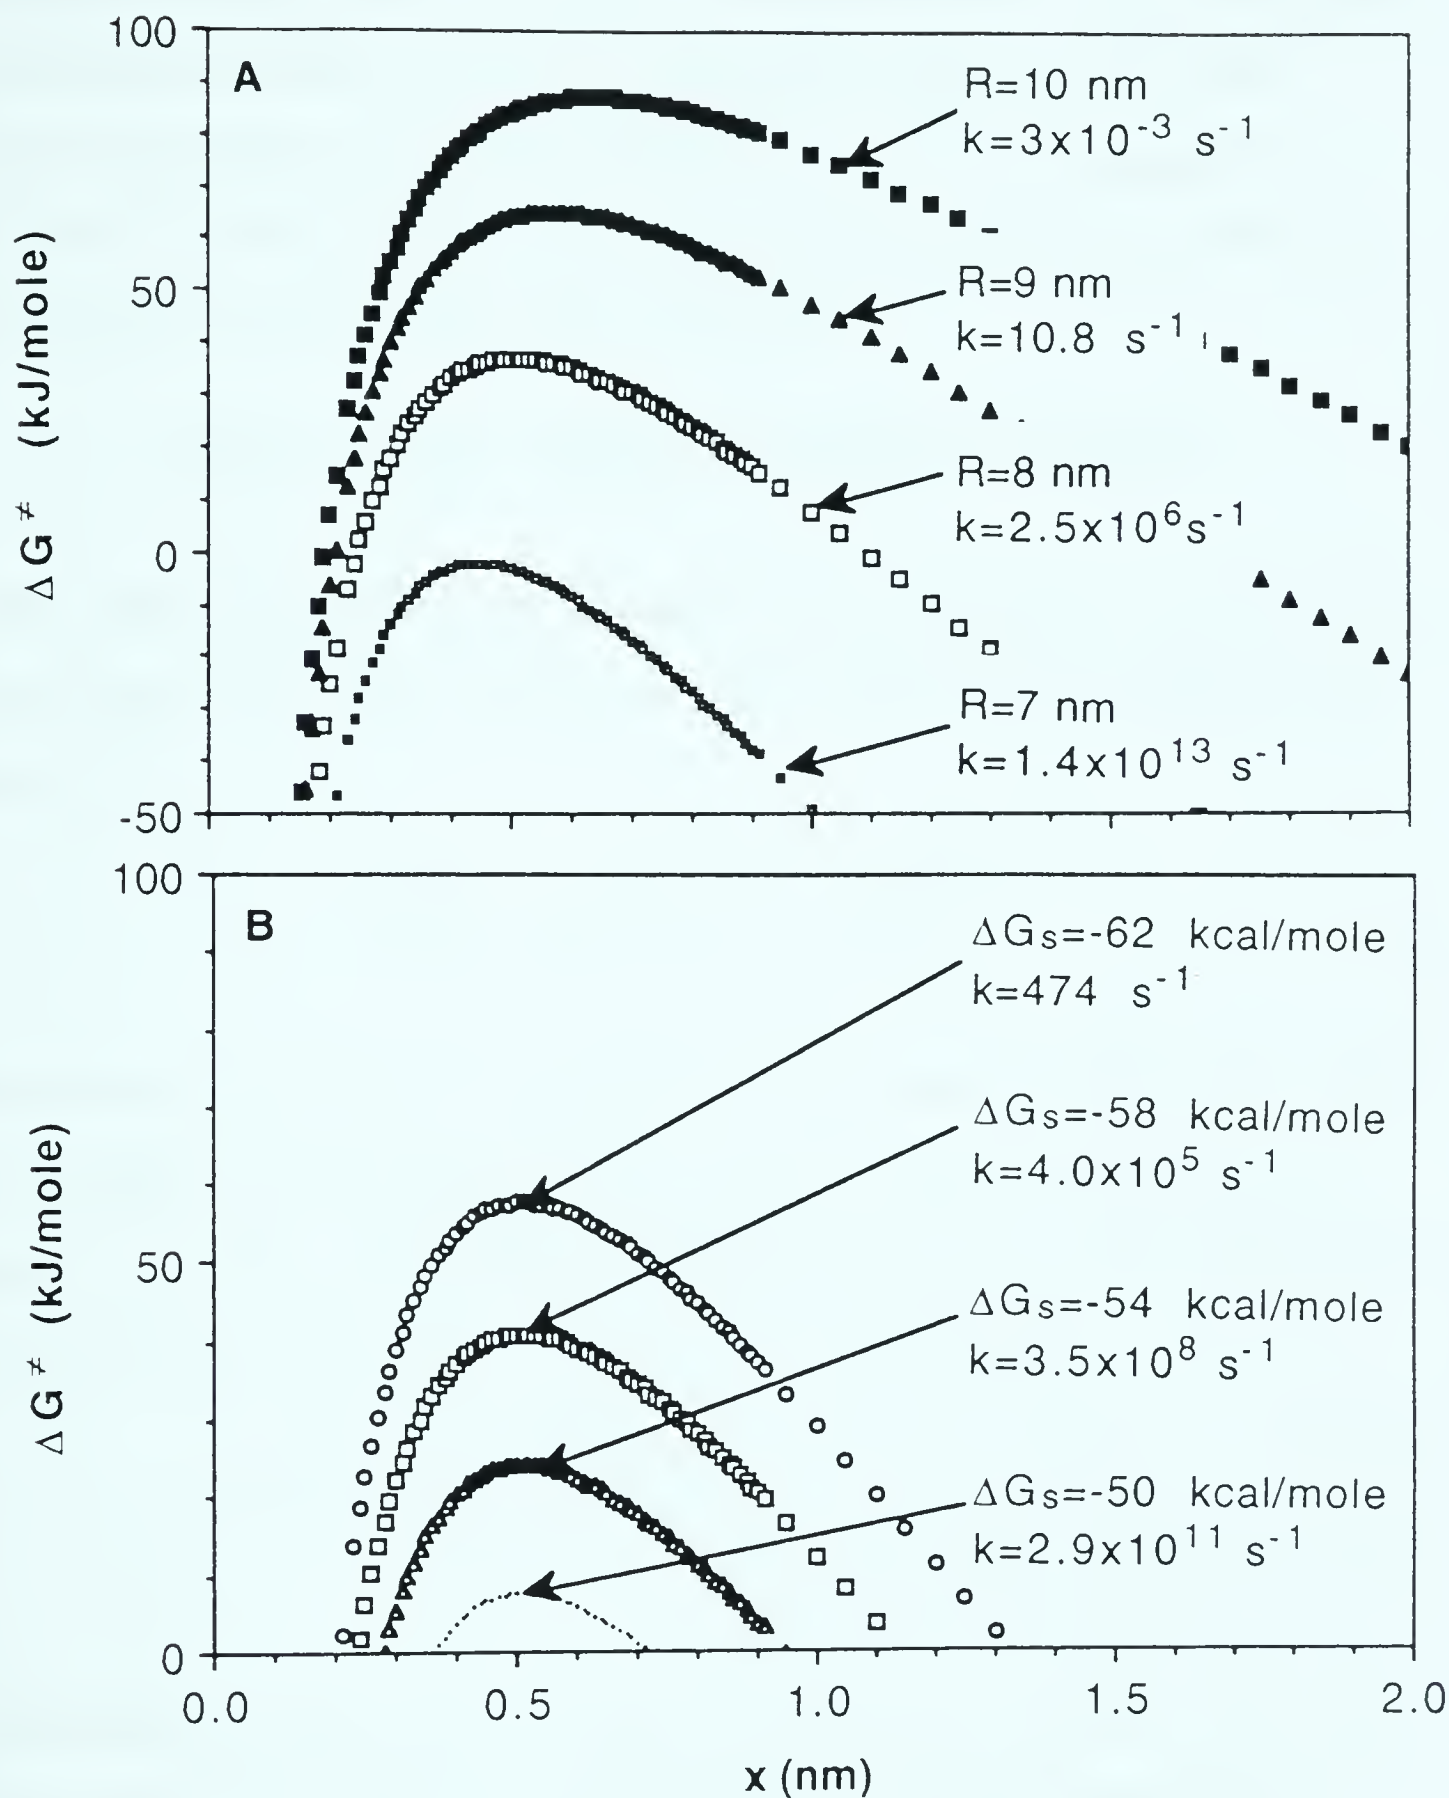 100
A
R=10 nm
k=3x10⁻³ s⁻¹
50
R=9 nm
k=10.8 s⁻¹
R=8 nm
k=2.5x10⁶s⁻¹
0
R=7 nm
k=1.4x10¹³ s⁻¹
-50
ΔG≠ (kJ/mole)
100
B
ΔGs=-62 kcal/mole
k=474 s⁻¹
ΔGs=-58 kcal/mole
k=4.0x10⁵ s⁻¹
50
ΔGs=-54 kcal/mole
k=3.5x10⁸ s⁻¹
ΔGs=-50 kcal/mole
k=2.9x10¹¹ s⁻¹
0
ΔG≠ (kJ/mole)
0.0 0.5 1.0 1.5 2.0
x (nm)